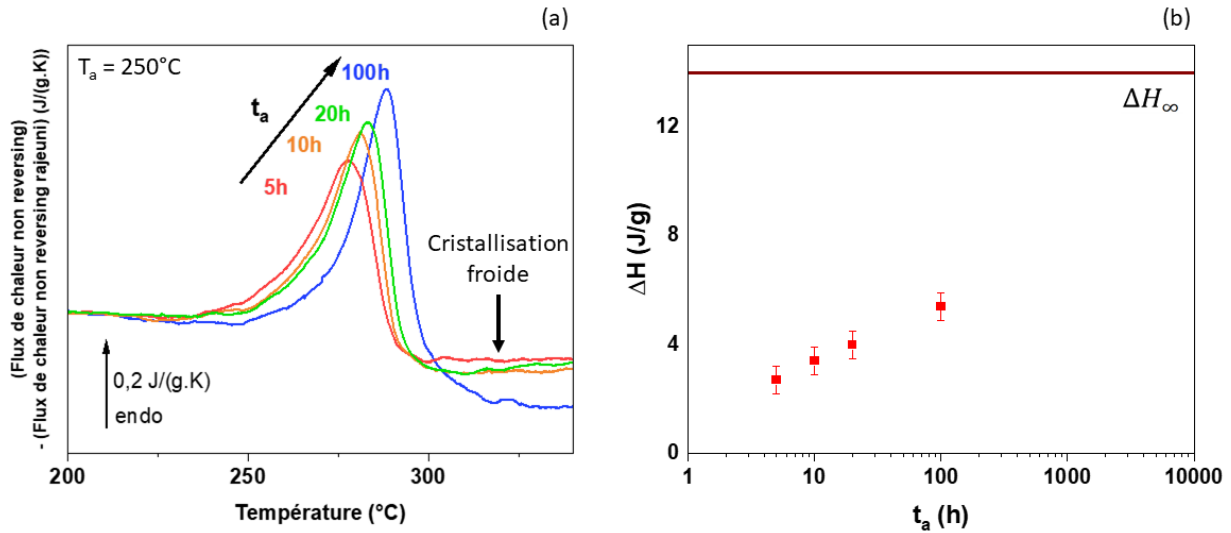 (a)
(Flux de chaleur non reversing)
- (Flux de chaleur non reversing rajeuni) (J/(g.K))
Ta = 250°C
ta
100h
20h
10h
5h
Cristallisation
froide
0,2 J/(g.K)
endo
200
250
300
Température (°C)
(b)
ΔH (J/g)
12
8
4
0
ΔH∞
1
10
100
1000
10000
ta (h)